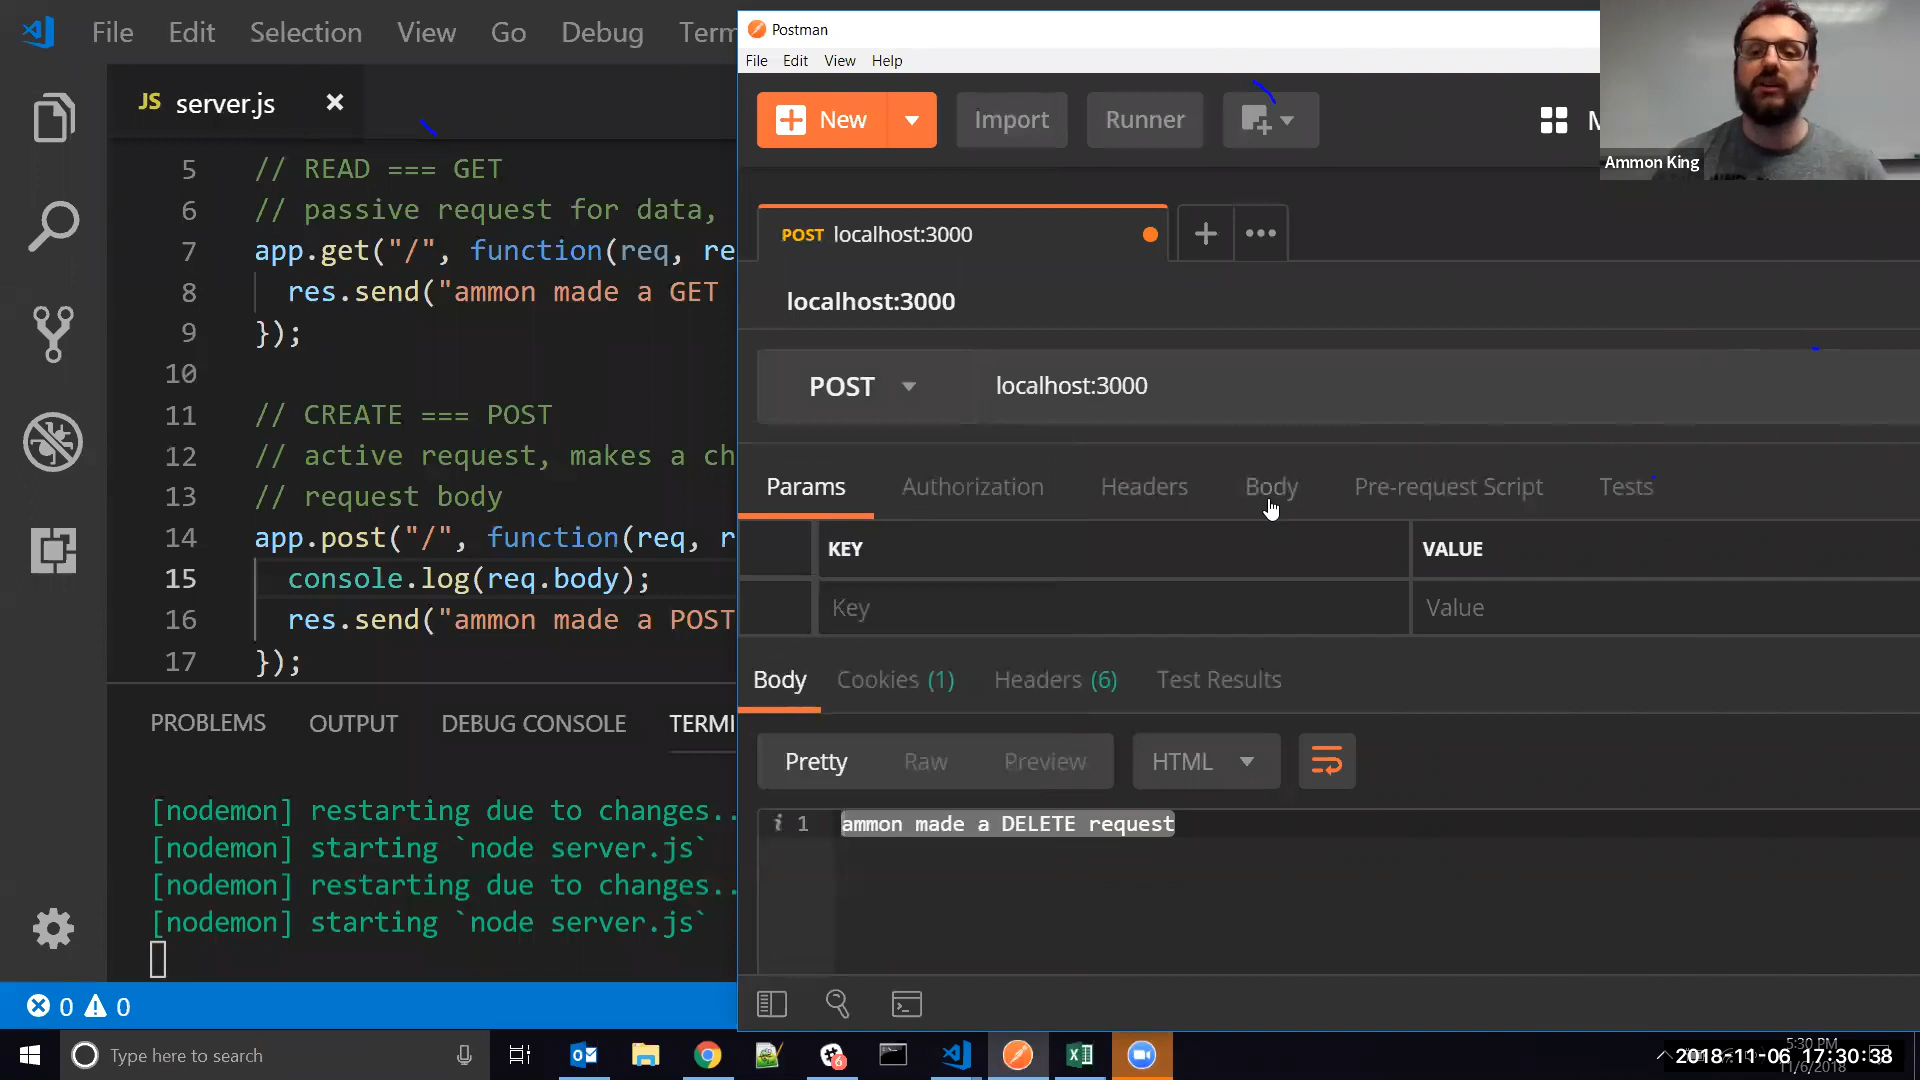 File Edit Selection View Go Debug Term
JS server.js
5 // READ === GET
6 // passive request for data,
7 app.get("/", function(req, re
8 res.send("ammon made a GET
9 });
10
11 // CREATE === POST
12 // active request, makes a ch
13 // request body
14 app.post("/", function(req, r
15 console.log(req.body);
16 res.send("ammon made a POST
17 });
PROBLEMS OUTPUT DEBUG CONSOLE TERMI
[nodemon] restarting due to changes...
[nodemon] starting `node server.js`
[nodemon] restarting due to changes...
[nodemon] starting `node server.js`
0 0
Postman
File Edit View Help
New Import Runner M
Ammon King
POST localhost:3000
localhost:3000
POST localhost:3000
Params Authorization Headers Body Pre-request Script Tests
KEY VALUE
Key Value
Body Cookies (1) Headers (6) Test Results
Pretty Raw Preview HTML
i 1 ammon made a DELETE request
Type here to search
6
5:30 PM
2018-11-06 17:30:38
11/6/2018